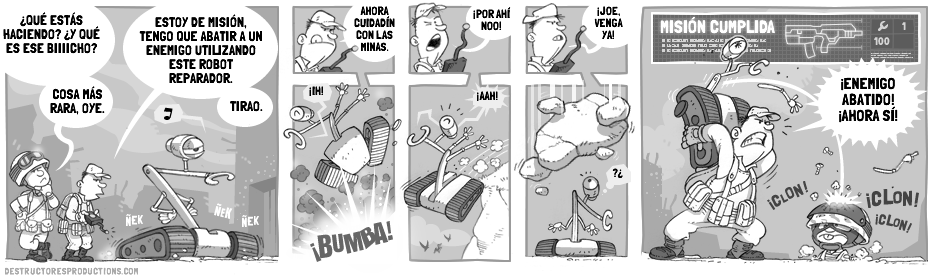 ¿QUÉ ESTÁS
HACIENDO? ¿Y QUÉ
ES ESE BIIIICHO?
ESTOY DE MISIÓN,
TENGO QUE ABATIR A UN
ENEMIGO UTILIZANDO
ESTE ROBOT
REPARADOR.
COSA MÁS
RARA, OYE.
TIRAO.
ÑEK
ÑEK
ÑEK
AHORA
CUIDADÍN
CON LAS
MINAS.
¡IH!
¡BUMBA!
¡POR AHÍ
NOO!
¡AAH!
¡JOE,
VENGA
YA!
?¿
MISIÓN CUMPLIDA
1
100
¡ENEMIGO
ABATIDO!
¡AHORA SÍ!
¡CLON!
¡CLON!
¡CLON!
DESTRUCTORESPRODUCTIONS.COM